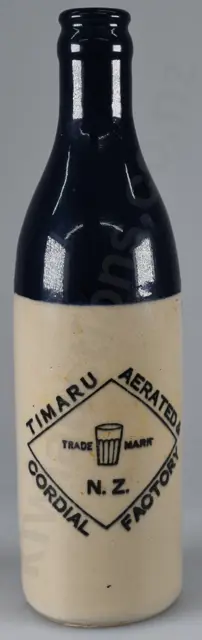 TIMARU AERATED &
TRADE MARK
N. Z.
CORDIAL FACTORY